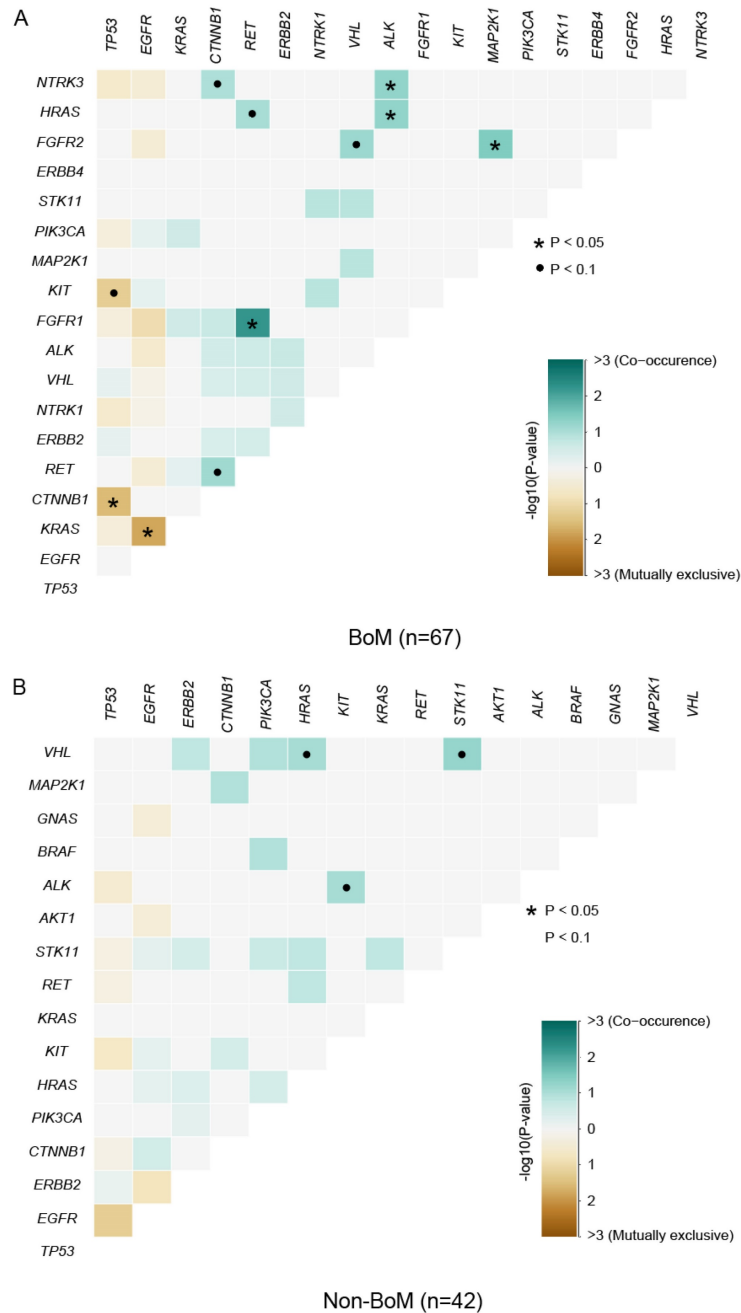 A
TP53 EGFR KRAS CTNNB1 RET ERBB2 NTRK1 VHL ALK FGFR1 KIT MAP2K1 PIK3CA STK11 ERBB4 FGFR2 HRAS NTRK3
NTRK3
HRAS
FGFR2
ERBB4
STK11
PIK3CA
MAP2K1
KIT
FGFR1
ALK
VHL
NTRK1
ERBB2
RET
CTNNB1
KRAS
EGFR
TP53
* P < 0.05
● P < 0.1
>3 (Co−occurence)
2
1
0
1
2
>3 (Mutually exclusive)
-log10(P-value)
BoM (n=67)
B
TP53 EGFR ERBB2 CTNNB1 PIK3CA HRAS KIT KRAS RET STK11 AKT1 ALK BRAF GNAS MAP2K1 VHL
VHL
MAP2K1
GNAS
BRAF
ALK
AKT1
STK11
RET
KRAS
KIT
HRAS
PIK3CA
CTNNB1
ERBB2
EGFR
TP53
* P < 0.05
P < 0.1
>3 (Co−occurence)
2
1
0
1
2
>3 (Mutually exclusive)
-log10(P-value)
Non-BoM (n=42)